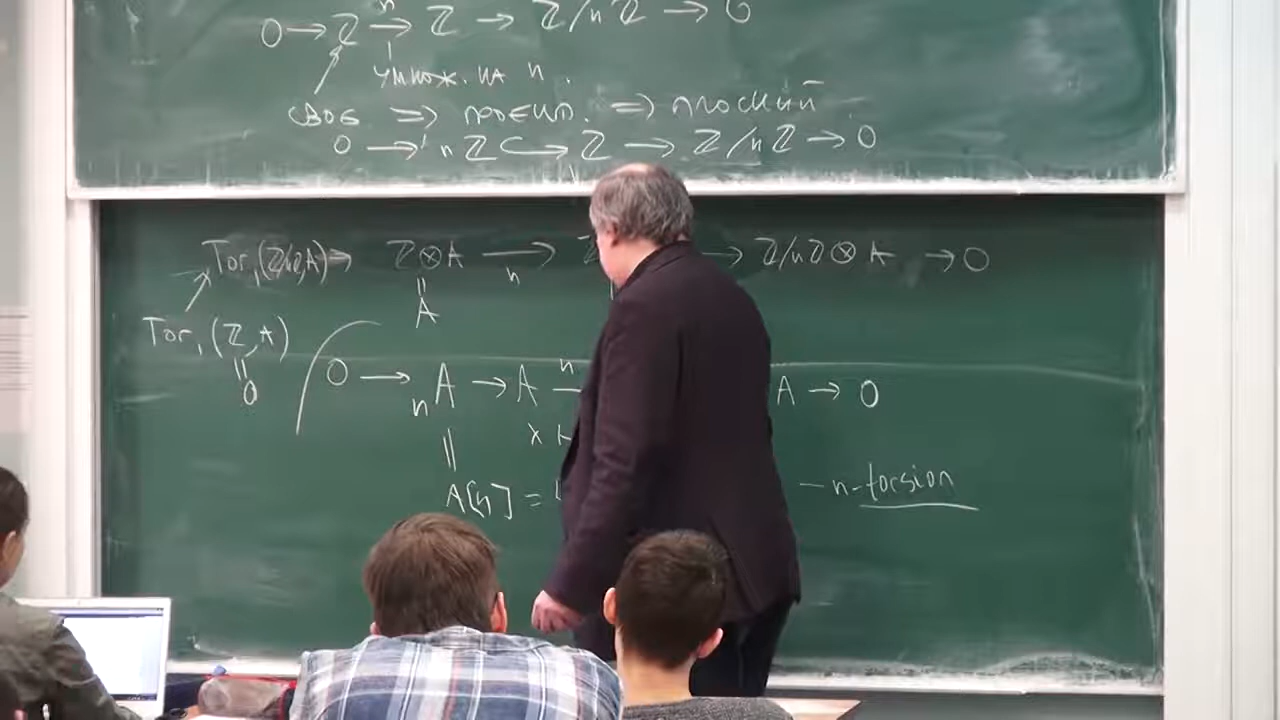 0 → ℤ —n→ ℤ → ℤ/nℤ → 0
умнож. на n.
своб ⇒ проект. ⇒ плоский
0 → nℤ ↪ ℤ → ℤ/nℤ → 0
→ Tor₁(ℤ/n, A) → ℤ⊗A —n→ ℤ → ℤ/nℤ⊗A → 0
‖
A
Tor₁(ℤ, A)
‖
0
0 → ₙA → A —n A → 0
‖ x ↦
A[n] = – n-torsion